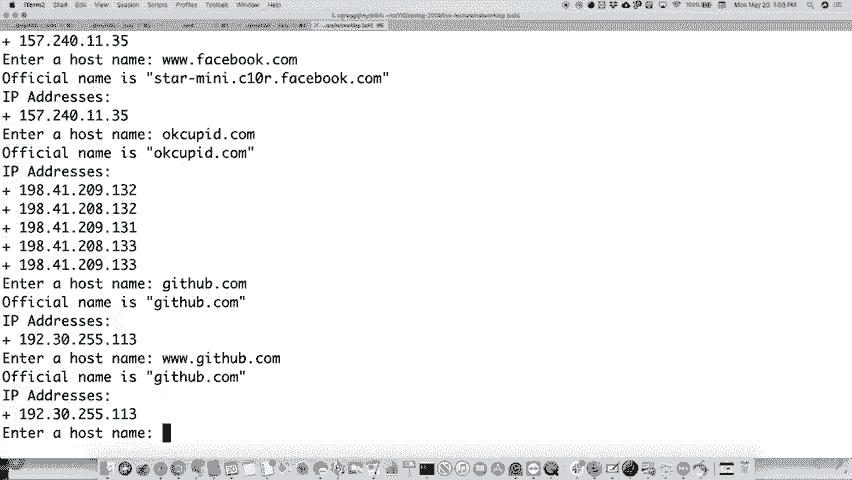 iTerm2 Shell Edit View Session Scripts Profiles Toolbelt Window Help 100% Mon May 20 1:55 PM
+ 157.240.11.35
Enter a host name: www.facebook.com
Official name is "star-mini.c10r.facebook.com"
IP Addresses:
+ 157.240.11.35
Enter a host name: okcupid.com
Official name is "okcupid.com"
IP Addresses:
+ 198.41.209.132
+ 198.41.208.132
+ 198.41.209.131
+ 198.41.208.133
+ 198.41.209.133
Enter a host name: github.com
Official name is "github.com"
IP Addresses:
+ 192.30.255.113
Enter a host name: www.github.com
Official name is "github.com"
IP Addresses:
+ 192.30.255.113
Enter a host name: